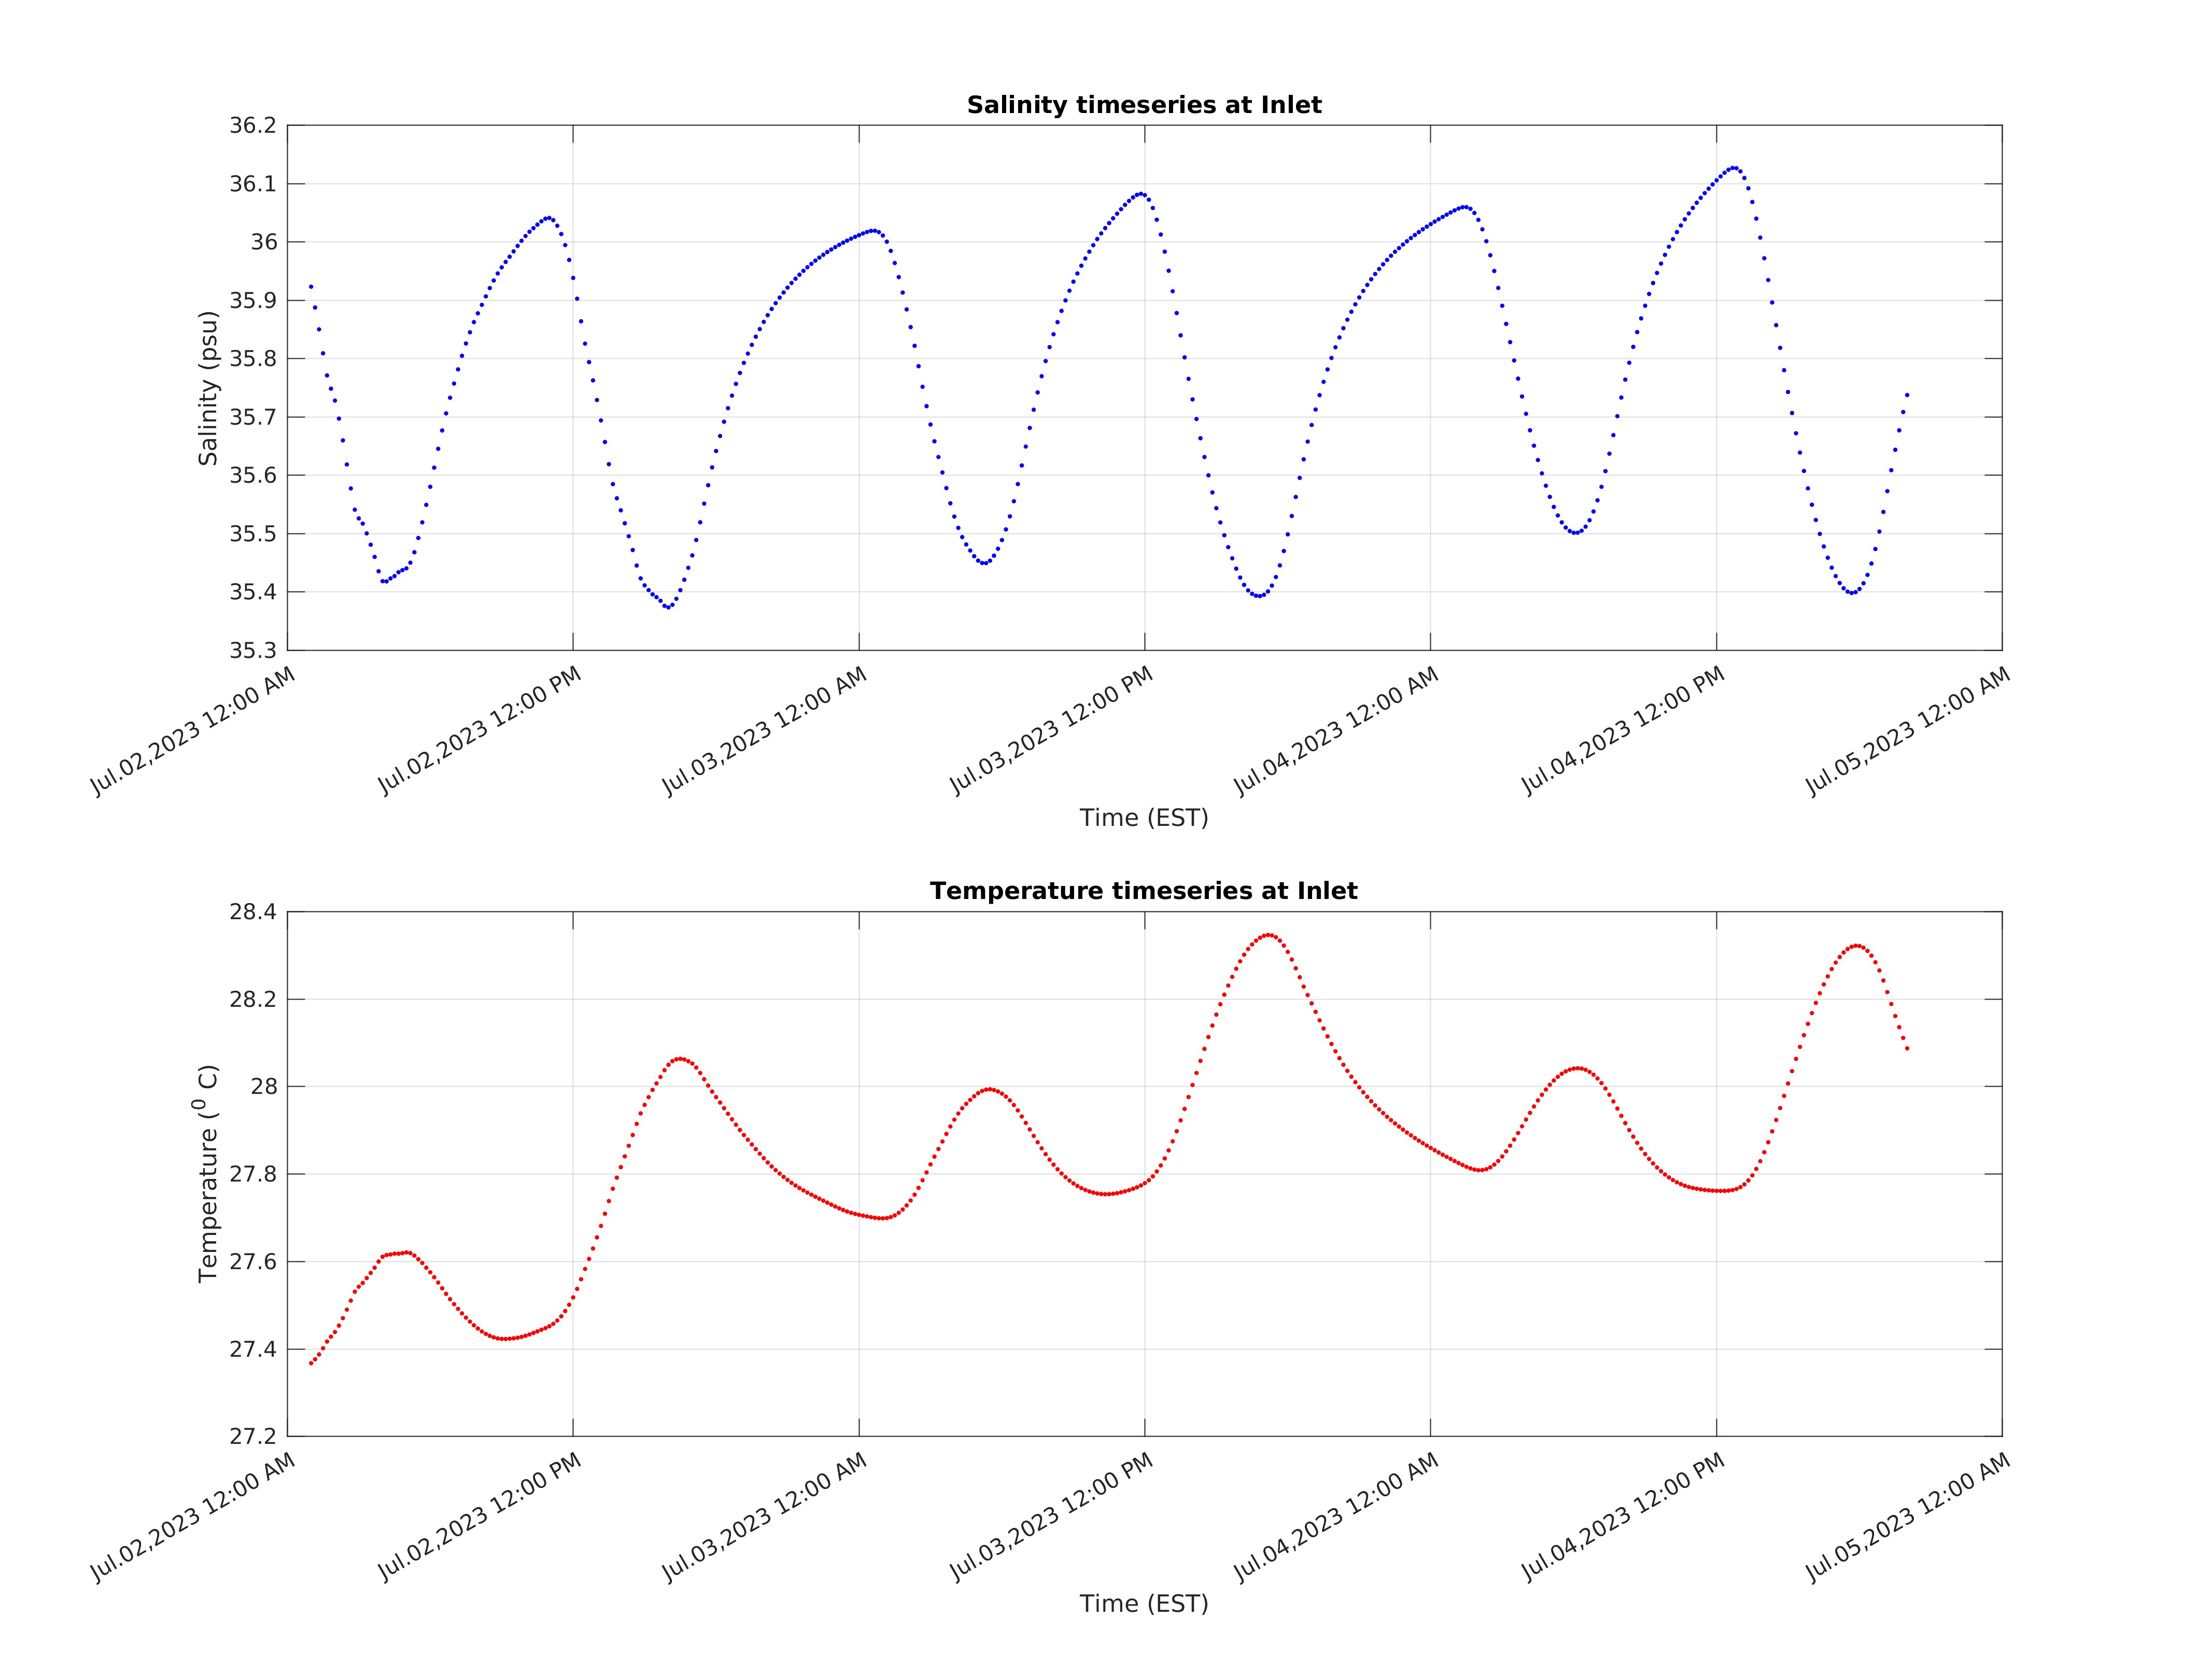 Salinity timeseries at Inlet
36.2
36.1
36
35.9
35.8
35.7
35.6
35.5
35.4
35.3
Salinity (psu)
Jul.02,2023 12:00 AM
Jul.02,2023 12:00 PM
Jul.03,2023 12:00 AM
Jul.03,2023 12:00 PM
Jul.04,2023 12:00 AM
Jul.04,2023 12:00 PM
Jul.05,2023 12:00 AM
Time (EST)
Temperature timeseries at Inlet
28.4
28.2
28
27.8
27.6
27.4
27.2
Temperature (⁰ C)
Jul.02,2023 12:00 AM
Jul.02,2023 12:00 PM
Jul.03,2023 12:00 AM
Jul.03,2023 12:00 PM
Jul.04,2023 12:00 AM
Jul.04,2023 12:00 PM
Jul.05,2023 12:00 AM
Time (EST)